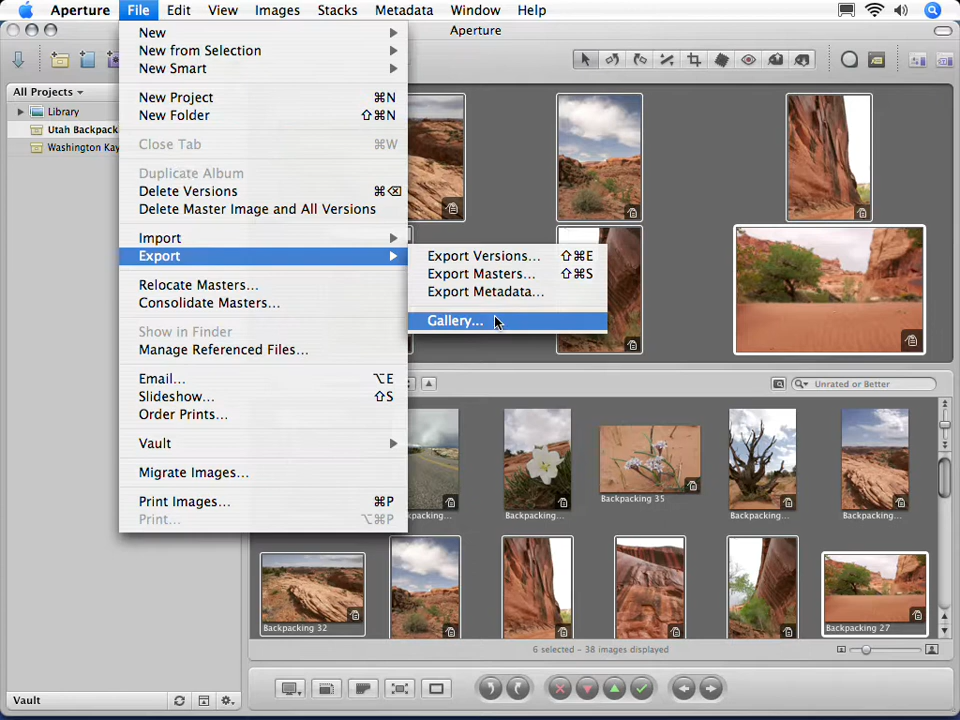 Aperture File Edit View Images Stacks Metadata Window Help
Aperture
All Projects
Library
Utah Backpack
Washington Kay
New
New from Selection
New Smart
New Project ⌘N
New Folder ⇧⌘N
Close Tab ⌘W
Duplicate Album
Delete Versions ⌘⌫
Delete Master Image and All Versions
Import
Export
Relocate Masters...
Consolidate Masters...
Show in Finder
Manage Referenced Files...
Email... ⌥E
Slideshow... ⇧S
Order Prints...
Vault
Migrate Images...
Print Images... ⌘P
Print... ⌥⌘P
Export Versions... ⇧⌘E
Export Masters... ⇧⌘S
Export Metadata...
Gallery...
Unrated or Better
Backpacking... Backpacking... Backpacking 35 Backpacking... Backpacking...
Backpacking 32 Backpacking 27
6 selected – 38 images displayed
Vault